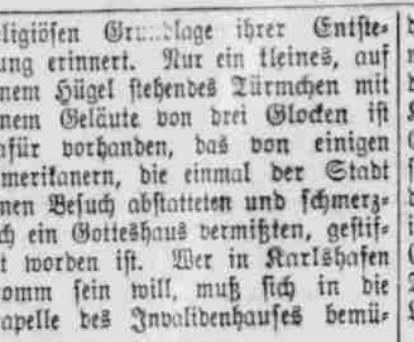 eligiösen Grundlage ihrer Entste-
ung erinnert. Nur ein kleines, auf
nem Hügel stehendes Türmchen mit
nem Geläute von drei Glocken ist
afür vorhanden, das von einigen
merikanern, die einmal der Stadt
nen Besuch abstatteten und schmerz-
ch ein Gotteshaus vermißten, gestif-
t worden ist. Wer in Karlshafen
omm sein will, muß sich in die
apelle des Invalidenhauses bemü-